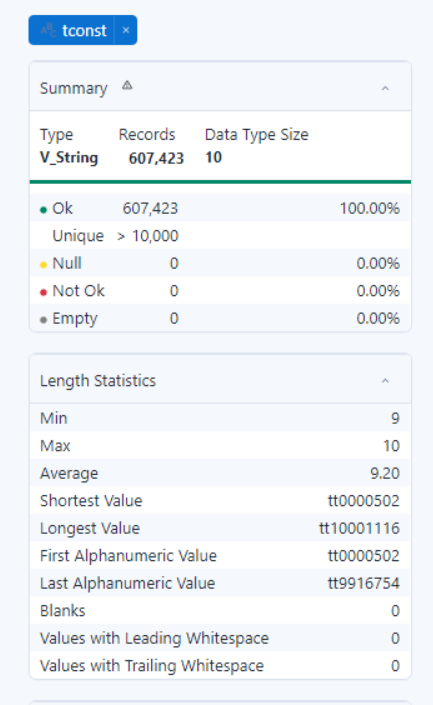 ABC tconst ×
Summary
Type Records Data Type Size
V_String 607,423 10
Ok 607,423 100.00%
Unique > 10,000
Null 0 0.00%
Not Ok 0 0.00%
Empty 0 0.00%
Length Statistics
Min 9
Max 10
Average 9.20
Shortest Value tt0000502
Longest Value tt10001116
First Alphanumeric Value tt0000502
Last Alphanumeric Value tt9916754
Blanks 0
Values with Leading Whitespace 0
Values with Trailing Whitespace 0